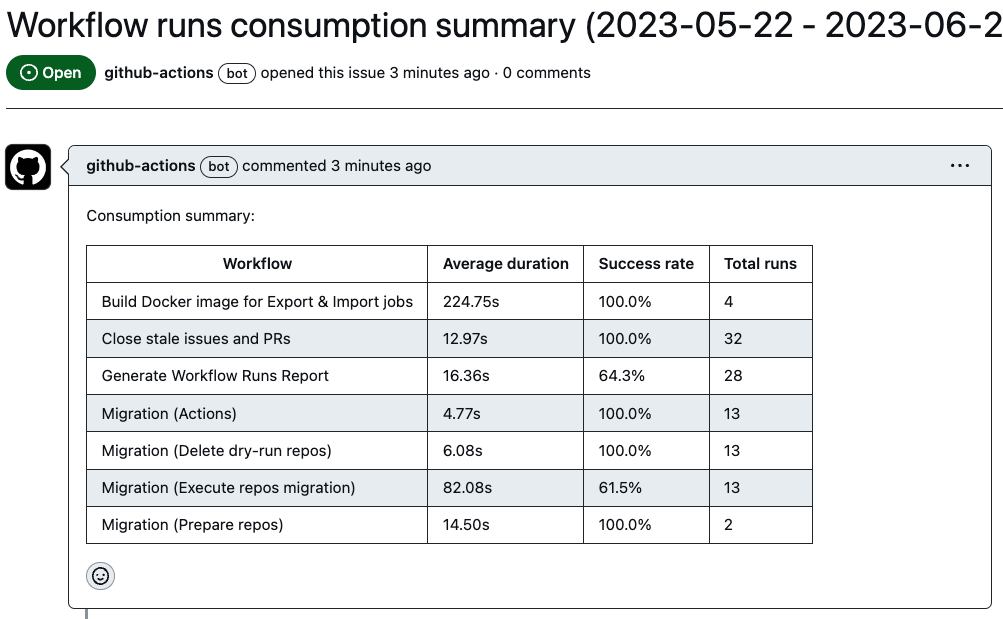 Workflow runs consumption summary (2023-05-22 - 2023-06-2
Open github-actions bot opened this issue 3 minutes ago · 0 comments
github-actions bot commented 3 minutes ago ...
Consumption summary:
Workflow Average duration Success rate Total runs
Build Docker image for Export & Import jobs 224.75s 100.0% 4
Close stale issues and PRs 12.97s 100.0% 32
Generate Workflow Runs Report 16.36s 64.3% 28
Migration (Actions) 4.77s 100.0% 13
Migration (Delete dry-run repos) 6.08s 100.0% 13
Migration (Execute repos migration) 82.08s 61.5% 13
Migration (Prepare repos) 14.50s 100.0% 2